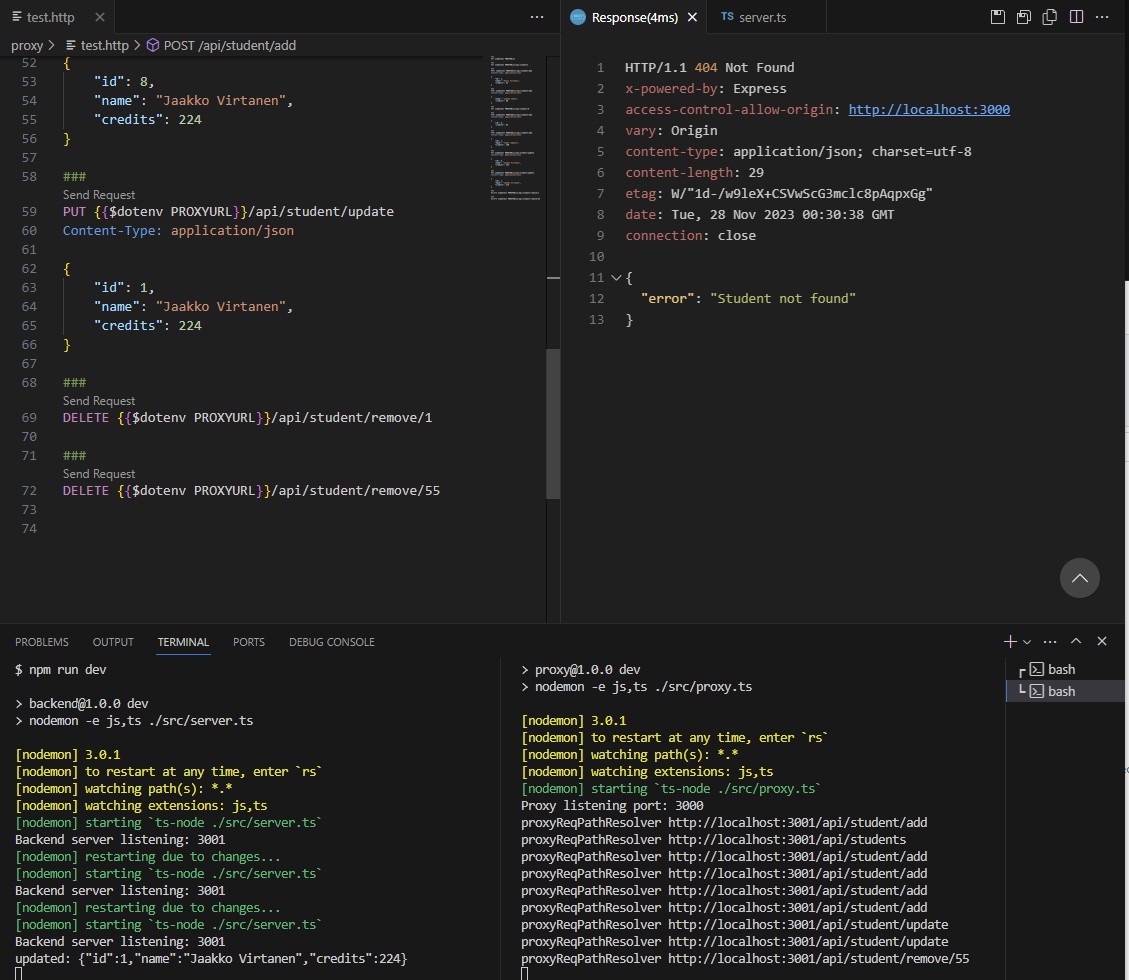 test.http
proxy > test.http > POST /api/student/add
52 {
53 "id": 8,
54 "name": "Jaakko Virtanen",
55 "credits": 224
56 }
57
58 ###
Send Request
59 PUT {{$dotenv PROXYURL}}/api/student/update
60 Content-Type: application/json
61
62 {
63 "id": 1,
64 "name": "Jaakko Virtanen",
65 "credits": 224
66 }
67
68 ###
Send Request
69 DELETE {{$dotenv PROXYURL}}/api/student/remove/1
70
71 ###
Send Request
72 DELETE {{$dotenv PROXYURL}}/api/student/remove/55
73
74
Response(4ms) TS server.ts
1 HTTP/1.1 404 Not Found
2 x-powered-by: Express
3 access-control-allow-origin: http://localhost:3000
4 vary: Origin
5 content-type: application/json; charset=utf-8
6 content-length: 29
7 etag: W/"1d-/w9leX+CSVwScG3mclc8pAqpxGg"
8 date: Tue, 28 Nov 2023 00:30:38 GMT
9 connection: close
10
11 {
12 "error": "Student not found"
13 }
PROBLEMS OUTPUT TERMINAL PORTS DEBUG CONSOLE
$ npm run dev
> backend@1.0.0 dev
> nodemon -e js,ts ./src/server.ts
[nodemon] 3.0.1
[nodemon] to restart at any time, enter `rs`
[nodemon] watching path(s): *.*
[nodemon] watching extensions: js,ts
[nodemon] starting `ts-node ./src/server.ts`
Backend server listening: 3001
[nodemon] restarting due to changes...
[nodemon] starting `ts-node ./src/server.ts`
Backend server listening: 3001
[nodemon] restarting due to changes...
[nodemon] starting `ts-node ./src/server.ts`
Backend server listening: 3001
updated: {"id":1,"name":"Jaakko Virtanen","credits":224}
> proxy@1.0.0 dev
> nodemon -e js,ts ./src/proxy.ts
[nodemon] 3.0.1
[nodemon] to restart at any time, enter `rs`
[nodemon] watching path(s): *.*
[nodemon] watching extensions: js,ts
[nodemon] starting `ts-node ./src/proxy.ts`
Proxy listening port: 3000
proxyReqPathResolver http://localhost:3001/api/student/add
proxyReqPathResolver http://localhost:3001/api/students
proxyReqPathResolver http://localhost:3001/api/student/add
proxyReqPathResolver http://localhost:3001/api/student/add
proxyReqPathResolver http://localhost:3001/api/student/add
proxyReqPathResolver http://localhost:3001/api/student/add
proxyReqPathResolver http://localhost:3001/api/student/update
proxyReqPathResolver http://localhost:3001/api/student/update
proxyReqPathResolver http://localhost:3001/api/student/remove/55
bash
bash